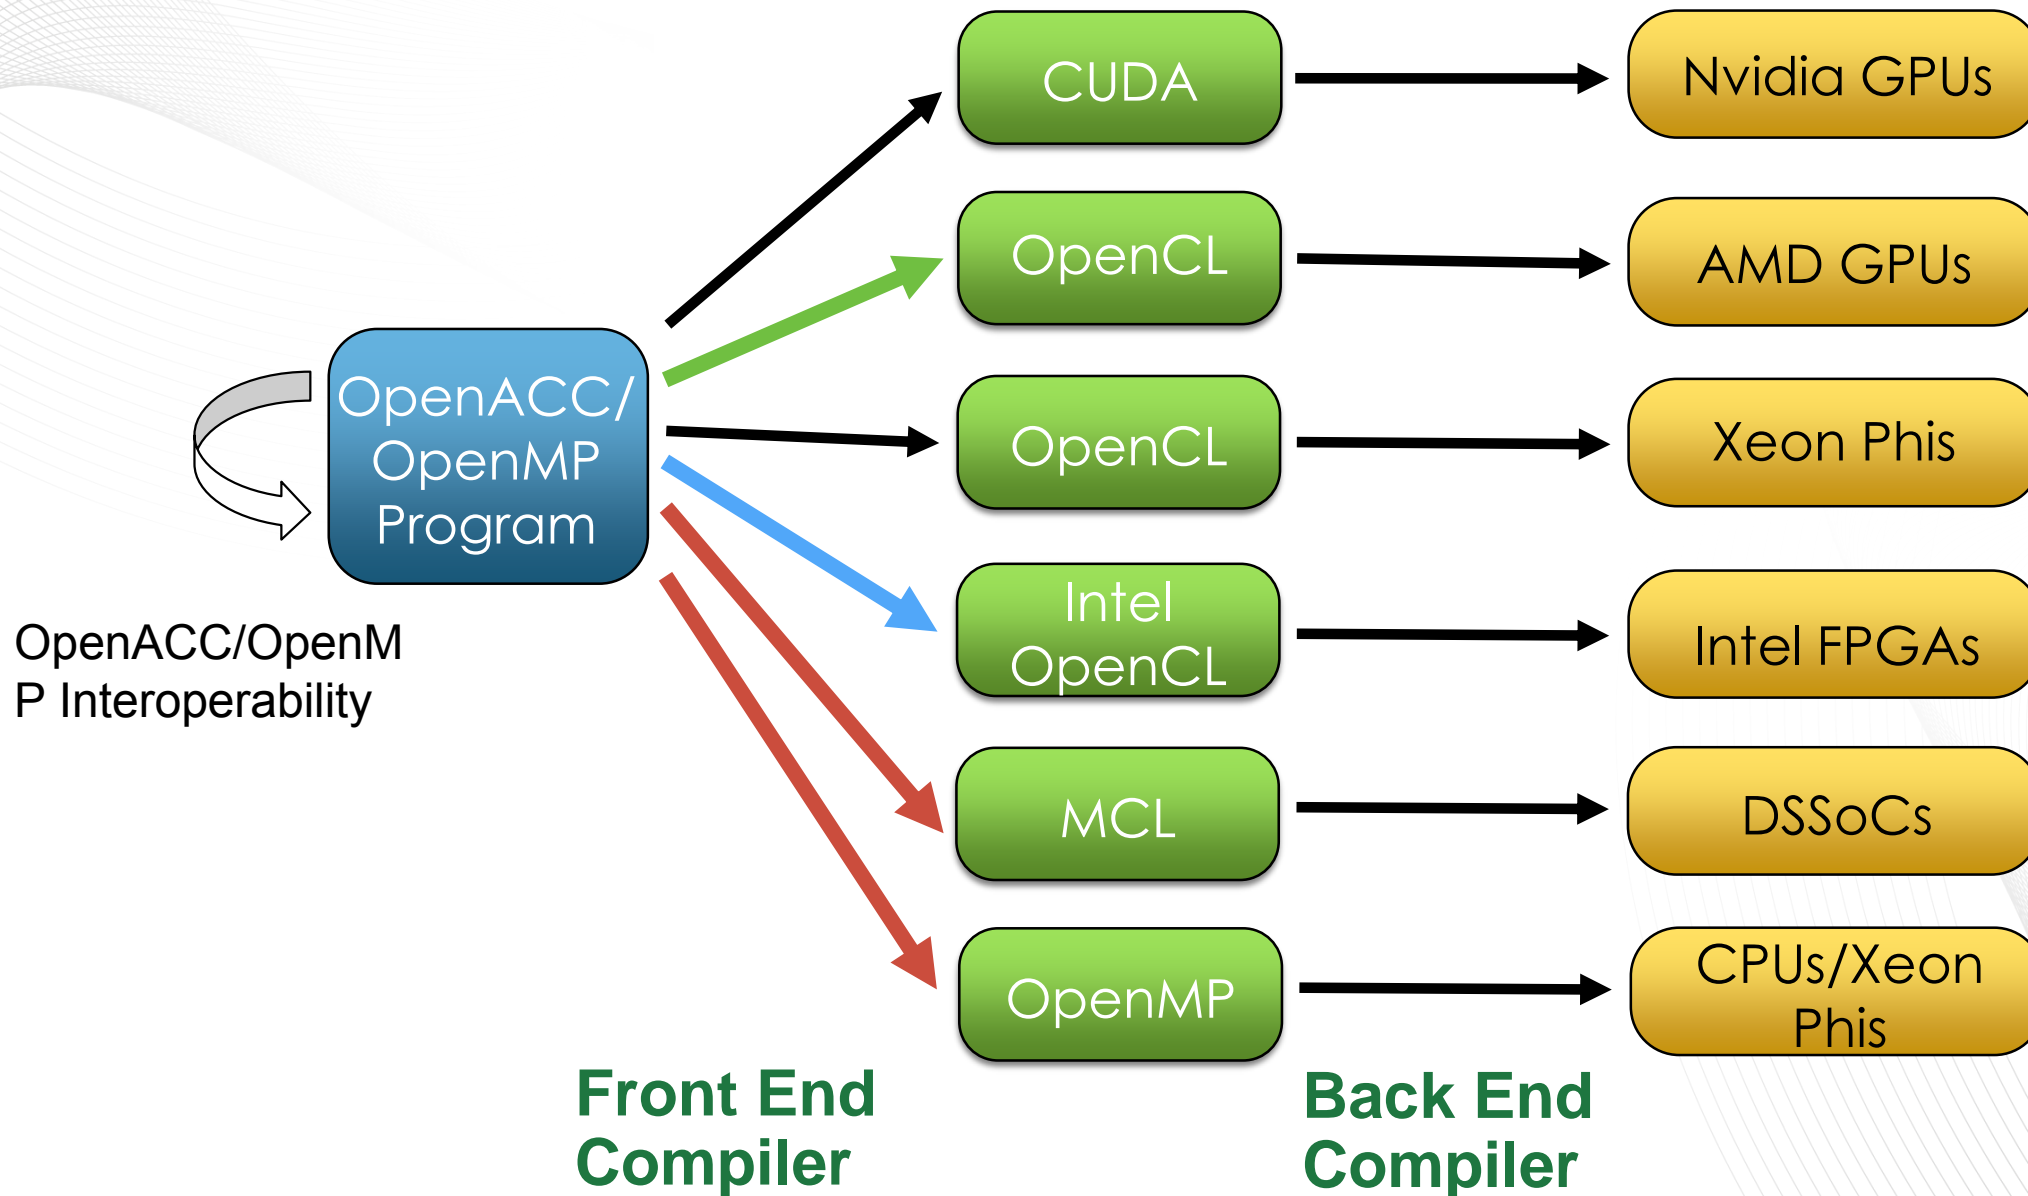 CUDA
Nvidia GPUs
OpenCL
AMD GPUs
OpenACC/
OpenMP
Program
OpenCL
Xeon Phis
OpenACC/OpenM
P Interoperability
Intel
OpenCL
Intel FPGAs
MCL
DSSoCs
OpenMP
CPUs/Xeon
Phis
Front End
Compiler
Back End
Compiler